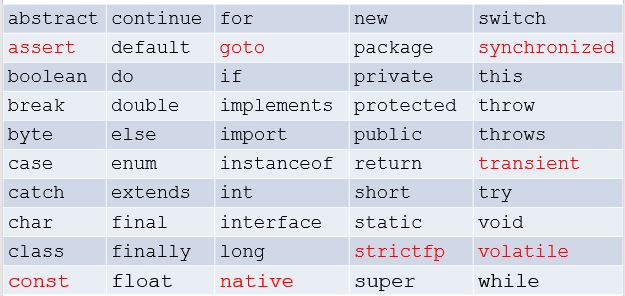 abstract continue for new switch
assert default goto package synchronized
boolean do if private this
break double implements protected throw
byte else import public throws
case enum instanceof return transient
catch extends int short try
char final interface static void
class finally long strictfp volatile
const float native super while